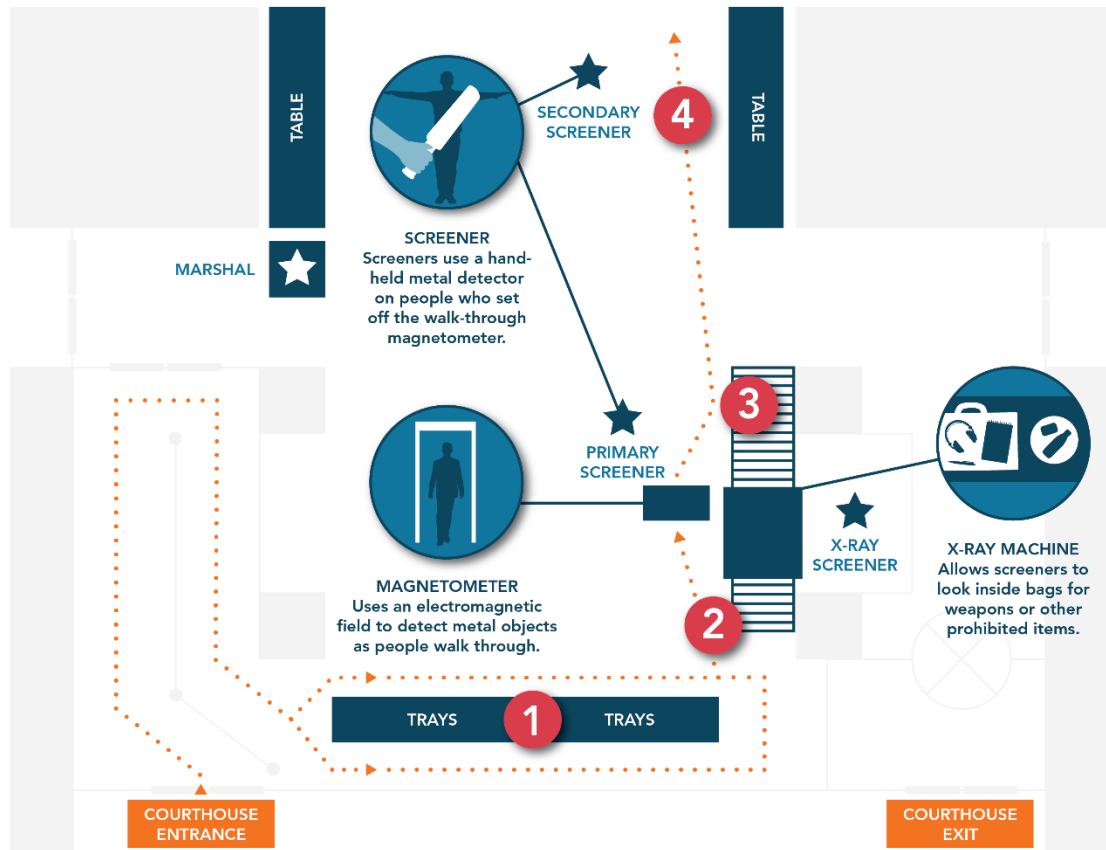 TABLE
SECONDARY
SCREENER
4
TABLE
SCREENER
Screeners use a hand-
held metal detector
on people who set
off the walk-through
magnetometer.
MARSHAL
3
PRIMARY
SCREENER
X-RAY
SCREENER
X-RAY MACHINE
Allows screeners to
look inside bags for
weapons or other
prohibited items.
MAGNETOMETER
Uses an electromagnetic
field to detect metal objects
as people walk through.
2
TRAYS
1
TRAYS
COURTHOUSE
ENTRANCE
COURTHOUSE
EXIT